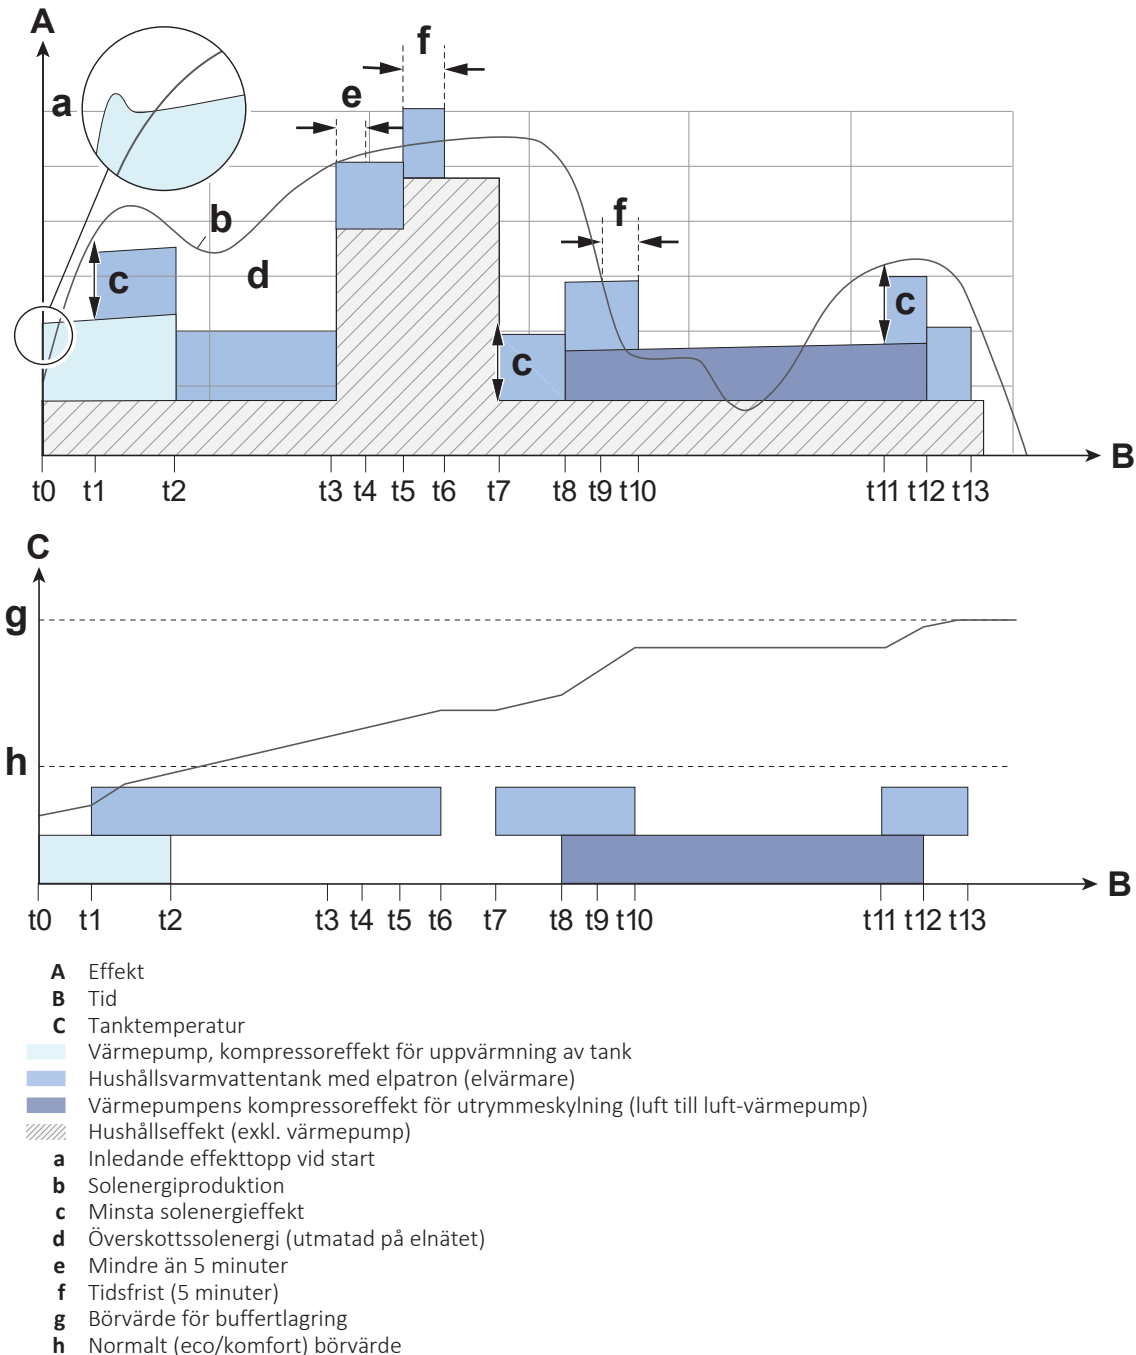 A
a
b
c
d
e
f
f
c
c
B
t0 t1 t2 t3 t4 t5 t6 t7 t8 t9 t10 t11 t12 t13
C
g
h
B
t0 t1 t2 t3 t4 t5 t6 t7 t8 t9 t10 t11 t12 t13
A Effekt
B Tid
C Tanktemperatur
Värmepump, kompressoreffekt för uppvärmning av tank
Hushållsvarmvattentank med elpatron (elvärmare)
Värmepumpens kompressoreffekt för utrymmeskylning (luft till luft-värmepump)
Hushållseffekt (exkl. värmepump)
a Inledande effekttopp vid start
b Solenergiproduktion
c Minsta solenergieffekt
d Överskottssolenergi (utmatad på elnätet)
e Mindre än 5 minuter
f Tidsfrist (5 minuter)
g Börvärde för buffertlagring
h Normalt (eco/komfort) börvärde